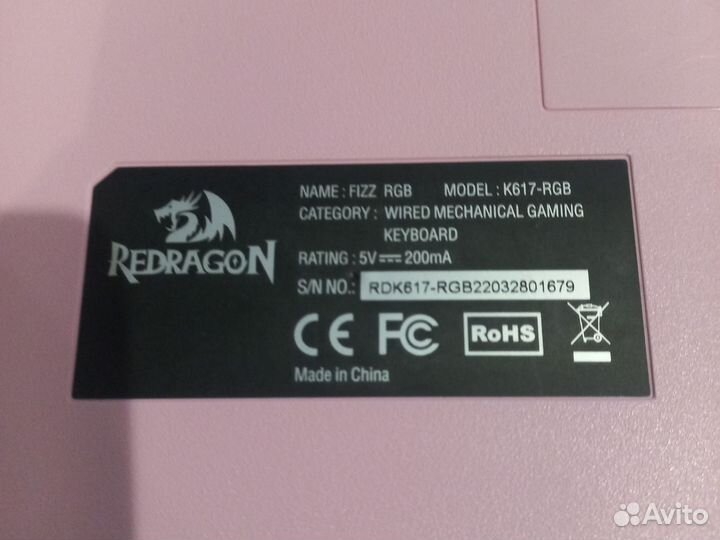 REDRAGON
NAME : FIZZ RGB MODEL : K617-RGB
CATEGORY : WIRED MECHANICAL GAMING
KEYBOARD
RATING : 5V⎓200mA
S/N NO.: RDK617-RGB22032801679
CE FC RoHS
Made in China
Avito